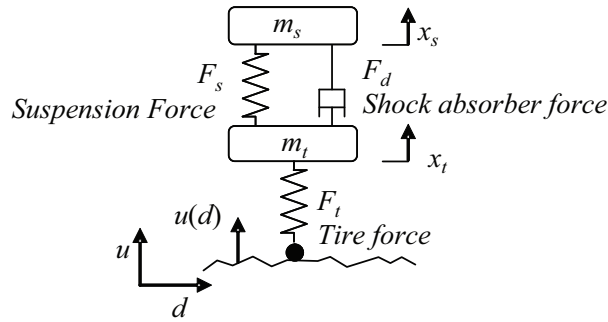 m_s
x_s
F_s
F_d
Suspension Force
Shock absorber force
m_t
x_t
F_t
u(d)
Tire force
u
d